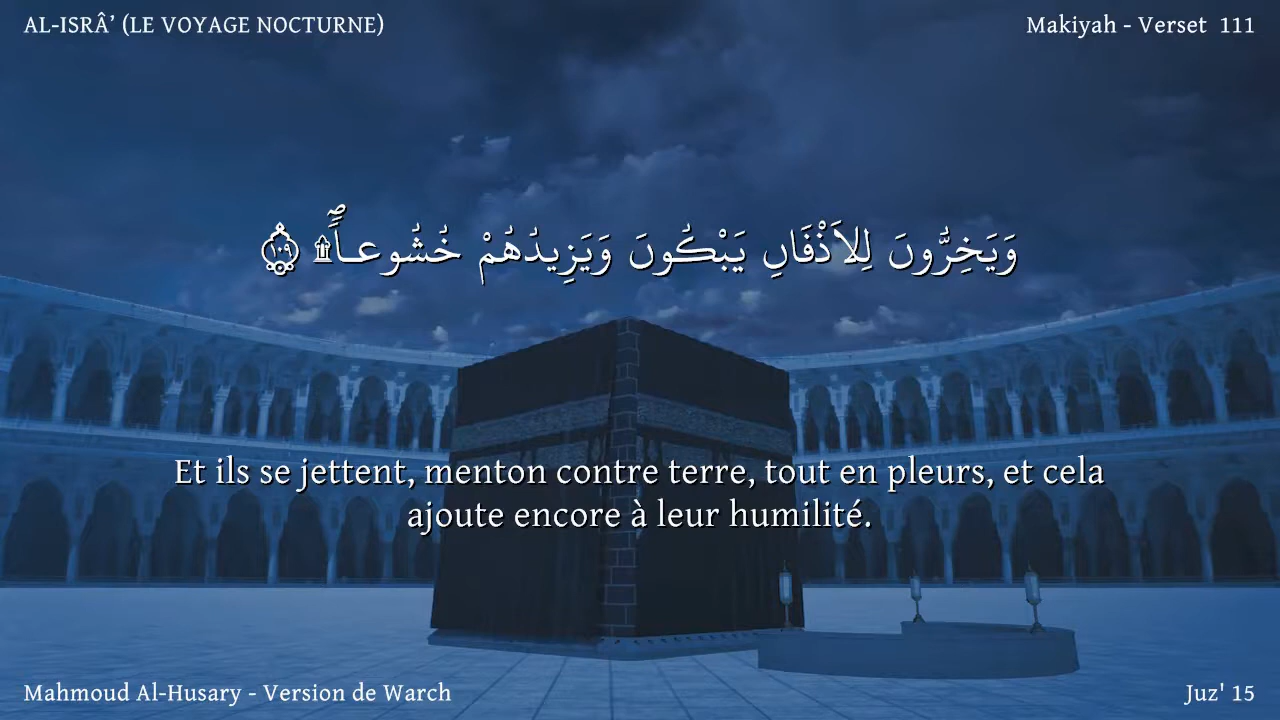 AL-ISRÂ’ (LE VOYAGE NOCTURNE)
Makiyah - Verset 111
وَيَخِرُّونَ لِلَاذْقَانِ يَبْكُونَ وَيَزِيدُهُمْ خُشُوعاًۖ ۩ ١٠٩
Et ils se jettent, menton contre terre, tout en pleurs, et cela
ajoute encore à leur humilité.
Mahmoud Al-Husary - Version de Warch
Juz' 15